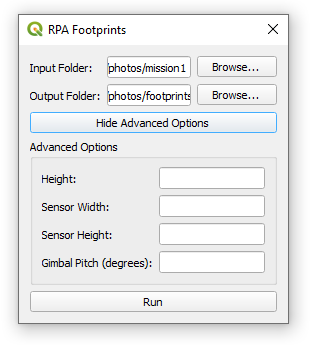 RPA Footprints
Input Folder: photos/mission1 Browse...
Output Folder: photos/footprints Browse...
Hide Advanced Options
Advanced Options
Height:
Sensor Width:
Sensor Height:
Gimbal Pitch (degrees):
Run